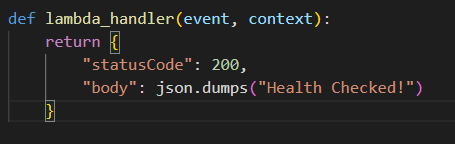 def lambda_handler(event, context):
    return {
        "statusCode": 200,
        "body": json.dumps("Health Checked!")
    }